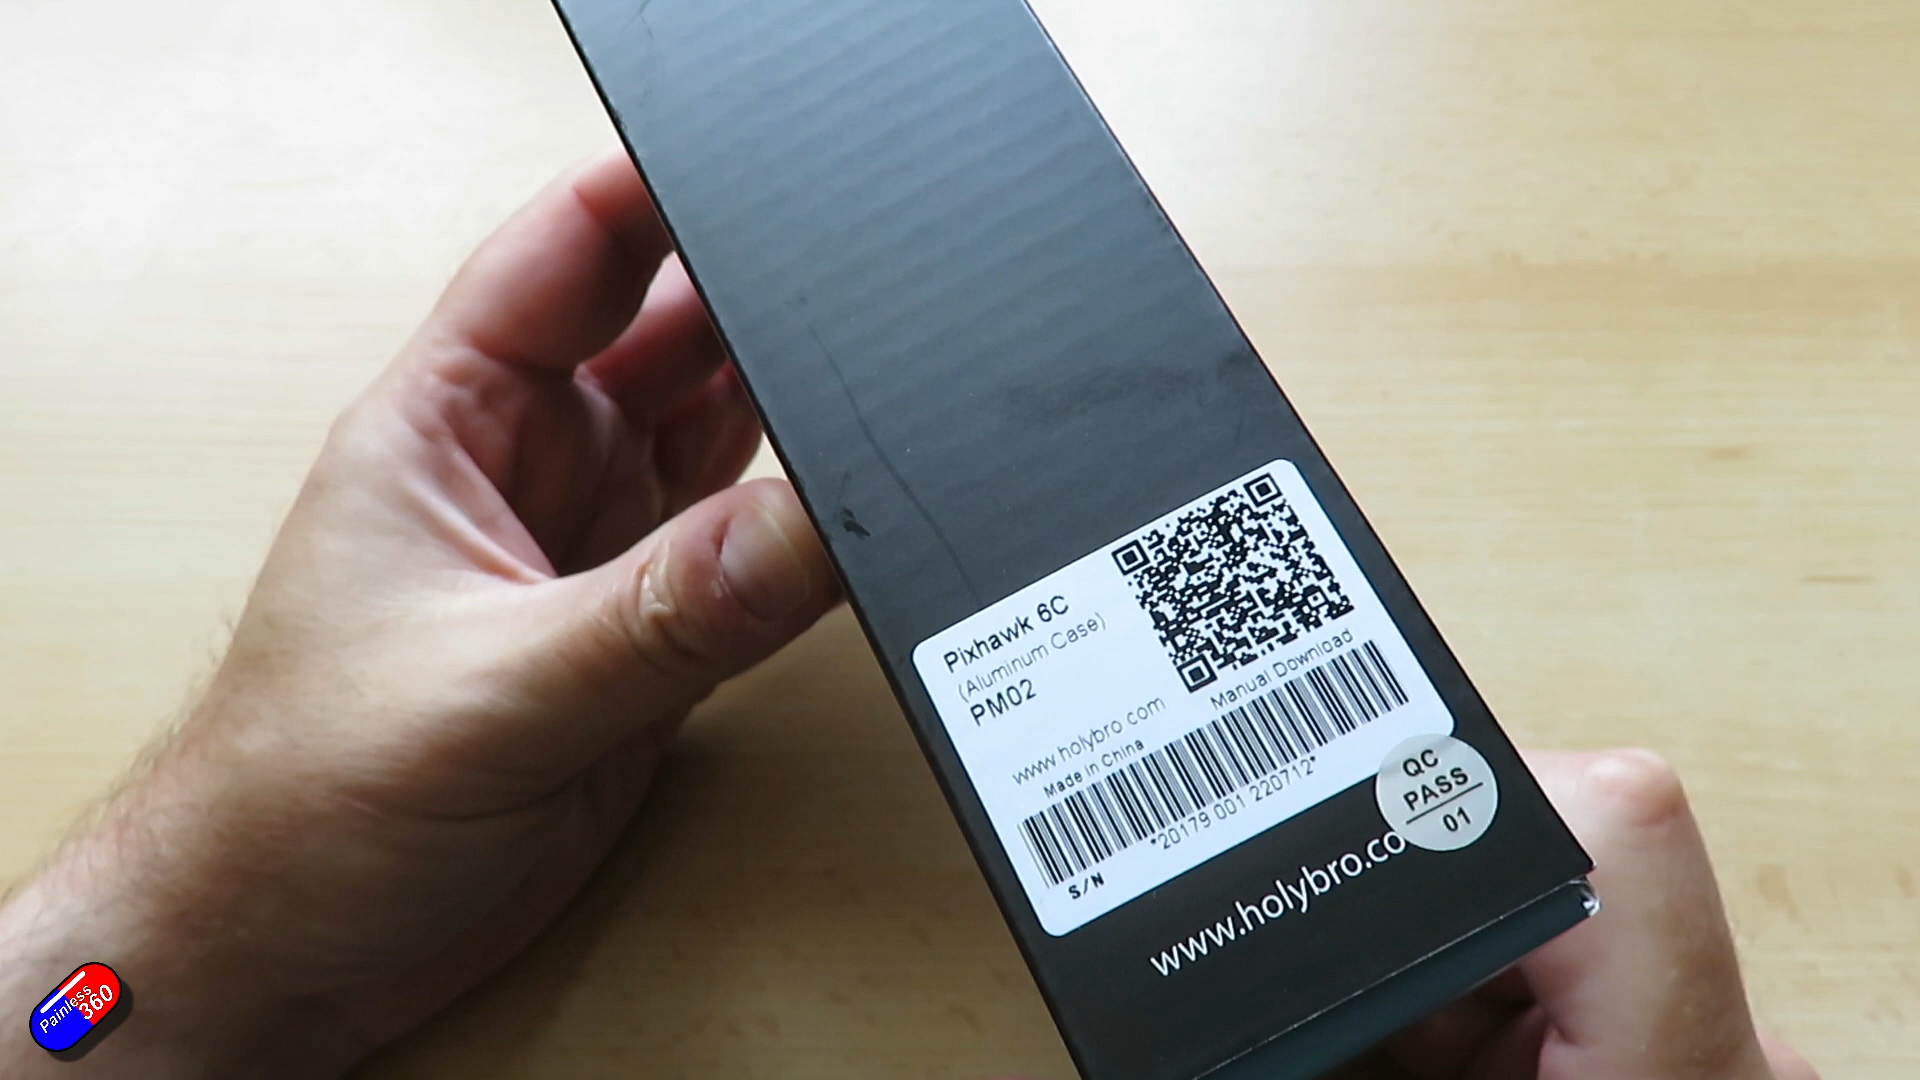 Pixhawk 6C
(Aluminum Case)
PM02
Manual Download
www.holybro.com
Made in China
*20179 001 220712*
S/N
QC
PASS
01
www.holybro.co
Painless
360